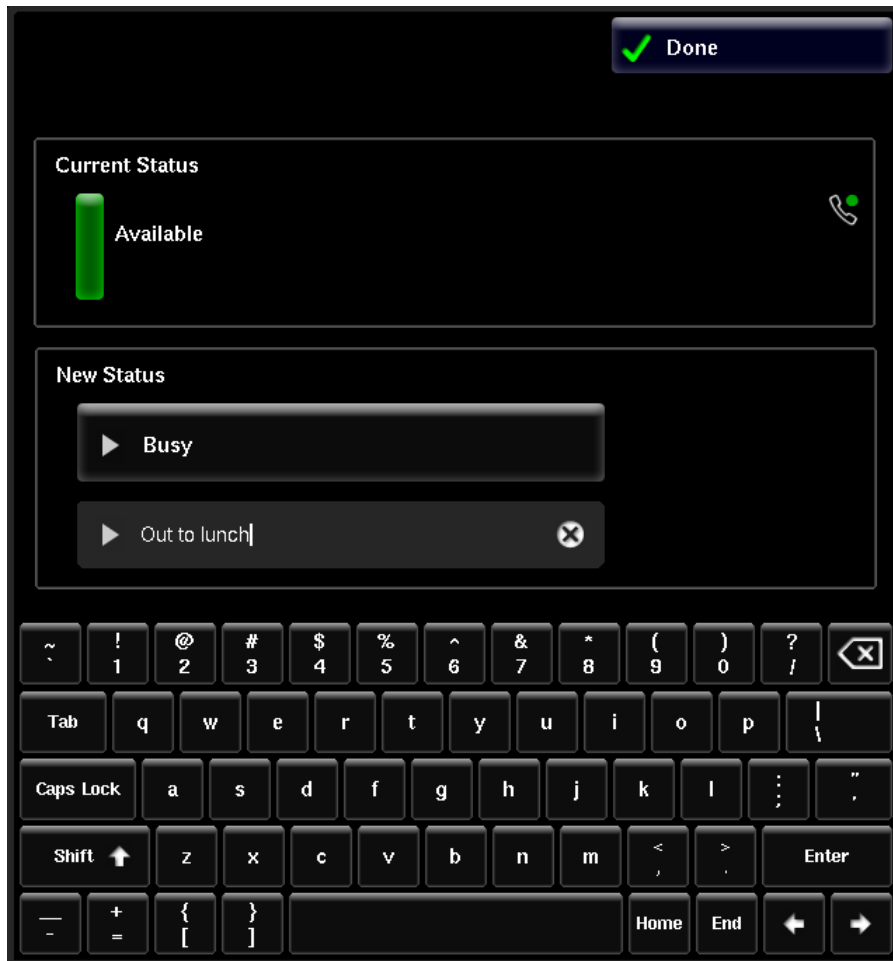 Done
Current Status
Available
New Status
Busy
Out to lunch
~ ! @ # $ % ^ & * ( ) ?
` 1 2 3 4 5 6 7 8 9 0 /
Tab q w e r t y u i o p |
\
Caps Lock a s d f g h j k l : "
; '
Shift z x c v b n m < > Enter
, .
_ + { }
- = [ ] Home End